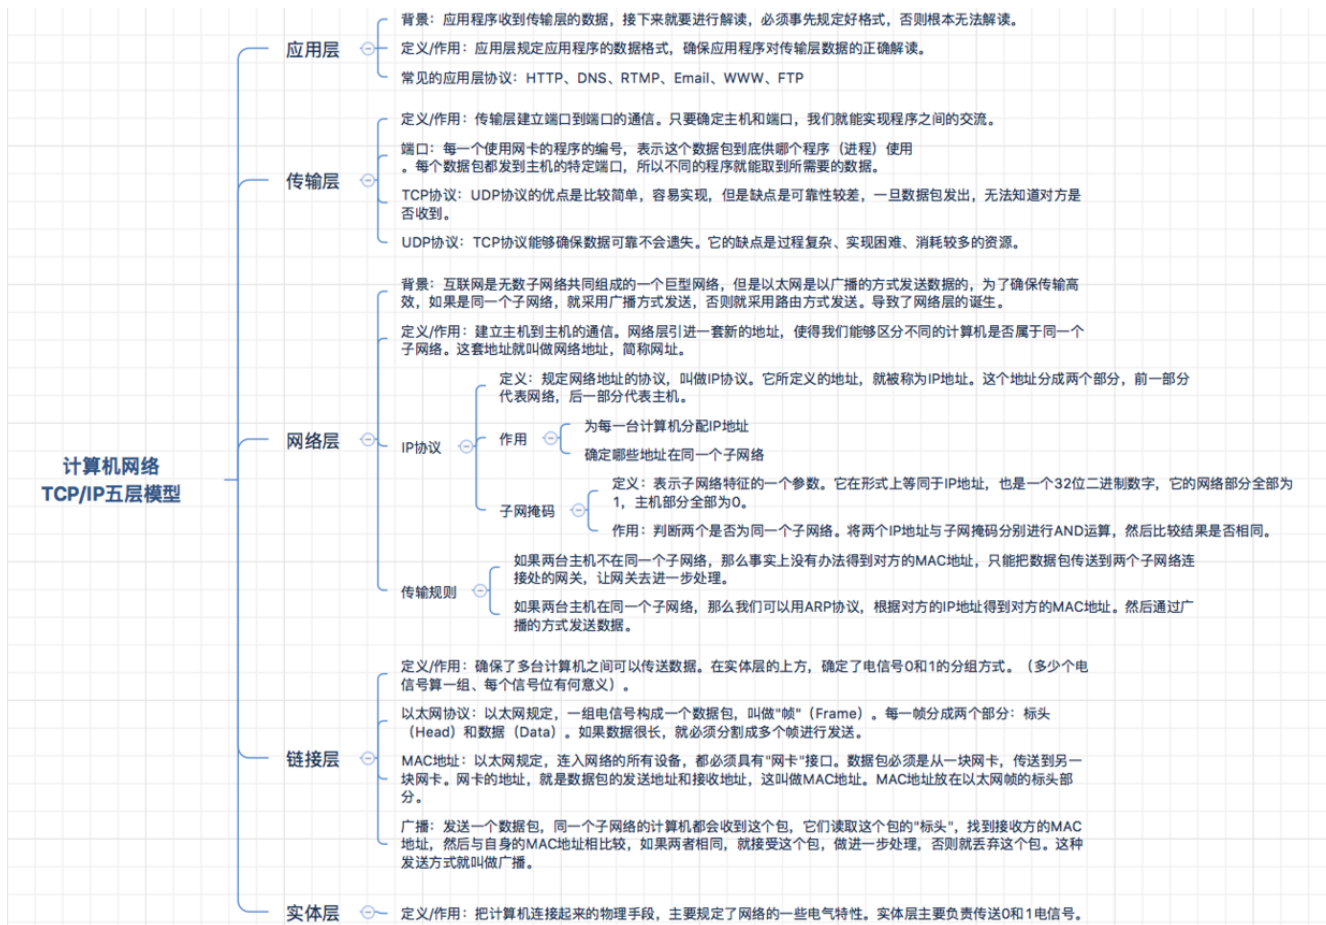 计算机网络
TCP/IP五层模型
应用层
背景：应用程序收到传输层的数据，接下来就要进行解读，必须事先规定好格式，否则根本无法解读。
定义/作用：应用层规定应用程序的数据格式，确保应用程序对传输层数据的正确解读。
常见的应用层协议：HTTP、DNS、RTMP、Email、WWW、FTP
传输层
定义/作用：传输层建立端口到端口的通信。只要确定主机和端口，我们就能实现程序之间的交流。
端口：每一个使用网卡的程序的编号，表示这个数据包到底供哪个程序（进程）使用
。每个数据包都发到主机的特定端口，所以不同的程序就能取到所需要的数据。
TCP协议：UDP协议的优点是比较简单，容易实现，但是缺点是可靠性较差，一旦数据包发出，无法知道对方是
否收到。
UDP协议：TCP协议能够确保数据可靠不会遗失。它的缺点是过程复杂、实现困难、消耗较多的资源。
网络层
背景：互联网是无数子网络共同组成的一个巨型网络，但是以太网是以广播的方式发送数据的，为了确保传输高
效，如果是同一个子网络，就采用广播方式发送，否则就采用路由方式发送。导致了网络层的诞生。
定义/作用：建立主机到主机的通信。网络层引进一套新的地址，使得我们能够区分不同的计算机是否属于同一个
子网络。这套地址就叫做网络地址，简称网址。
IP协议
定义：规定网络地址的协议，叫做IP协议。它所定义的地址，就被称为IP地址。这个地址分成两个部分，前一部分
代表网络，后一部分代表主机。
作用
为每一台计算机分配IP地址
确定哪些地址在同一个子网络
子网掩码
定义：表示子网络特征的一个参数。它在形式上等同于IP地址，也是一个32位二进制数字，它的网络部分全部为
1，主机部分全部为0。
作用：判断两个是否为同一个子网络。将两个IP地址与子网掩码分别进行AND运算，然后比较结果是否相同。
传输规则
如果两台主机不在同一个子网络，那么事实上没有办法得到对方的MAC地址，只能把数据包传送到两个子网络连
接处的网关，让网关去进一步处理。
如果两台主机在同一个子网络，那么我们可以用ARP协议，根据对方的IP地址得到对方的MAC地址。然后通过广
播的方式发送数据。
链接层
定义/作用：确保了多台计算机之间可以传送数据。在实体层的上方，确定了电信号0和1的分组方式。（多少个电
信号算一组、每个信号位有何意义）。
以太网协议：以太网规定，一组电信号构成一个数据包，叫做"帧"（Frame）。每一帧分成两个部分：标头
（Head）和数据（Data）。如果数据很长，就必须分割成多个帧进行发送。
MAC地址：以太网规定，连入网络的所有设备，都必须具有"网卡"接口。数据包必须是从一块网卡，传送到另一
块网卡。网卡的地址，就是数据包的发送地址和接收地址，这叫做MAC地址。MAC地址放在以太网帧的标头部
分。
广播：发送一个数据包，同一个子网络的计算机都会收到这个包，它们读取这个包的"标头"，找到接收方的MAC
地址，然后与自身的MAC地址相比较，如果两者相同，就接受这个包，做进一步处理，否则就丢弃这个包。这种
发送方式就叫做广播。
实体层
定义/作用：把计算机连接起来的物理手段，主要规定了网络的一些电气特性。实体层主要负责传送0和1电信号。